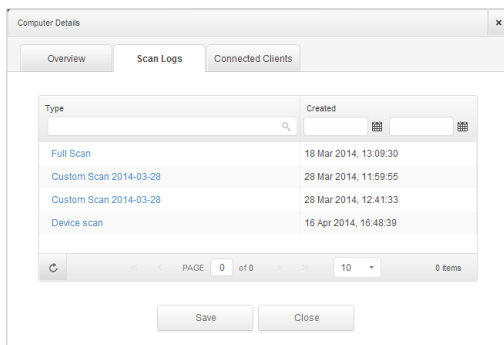 Computer Details ×
Overview Scan Logs Connected Clients
Type Created
Full Scan 18 Mar 2014, 13:09:30
Custom Scan 2014-03-28 28 Mar 2014, 11:59:55
Custom Scan 2014-03-28 28 Mar 2014, 12:41:33
Device scan 16 Apr 2014, 16:48:39
PAGE 0 of 0 10 0 items
Save Close